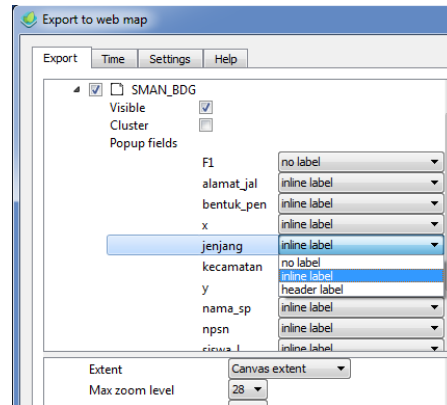 Export to web map
Export Time Settings Help
SMAN_BDG
Visible
Cluster
Popup fields
F1 no label
alamat_jal inline label
bentuk_pen inline label
x inline label
jenjang inline label
no label
kecamatan inline label
y header label
nama_sp inline label
npsn inline label
siswa_l inline label
Extent Canvas extent
Max zoom level 28